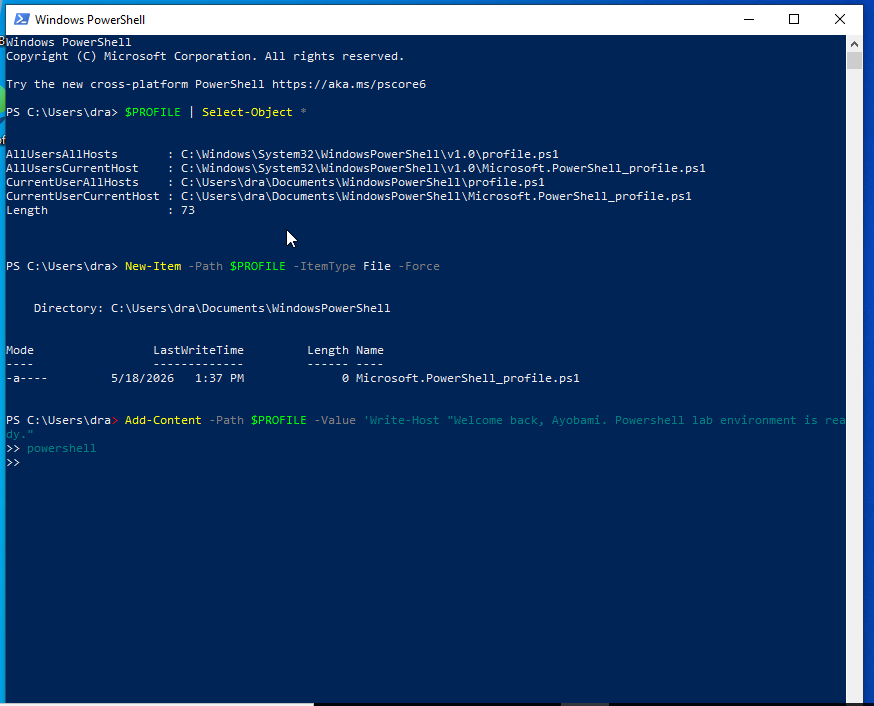 Windows PowerShell
Windows PowerShell
Copyright (C) Microsoft Corporation. All rights reserved.
Try the new cross-platform PowerShell https://aka.ms/pscore6
PS C:\Users\dra> $PROFILE | Select-Object *
AllUsersAllHosts       : C:\Windows\System32\WindowsPowerShell\v1.0\profile.ps1
AllUsersCurrentHost    : C:\Windows\System32\WindowsPowerShell\v1.0\Microsoft.PowerShell_profile.ps1
CurrentUserAllHosts    : C:\Users\dra\Documents\WindowsPowerShell\profile.ps1
CurrentUserCurrentHost : C:\Users\dra\Documents\WindowsPowerShell\Microsoft.PowerShell_profile.ps1
Length                 : 73
PS C:\Users\dra> New-Item -Path $PROFILE -ItemType File -Force
    Directory: C:\Users\dra\Documents\WindowsPowerShell
Mode                 LastWriteTime         Length Name
----                 -------------         ------ ----
-a----         5/18/2026   1:37 PM              0 Microsoft.PowerShell_profile.ps1
PS C:\Users\dra> Add-Content -Path $PROFILE -Value 'Write-Host "Welcome back, Ayobami. Powershell lab environment is rea
dy."
>> powershell
>>